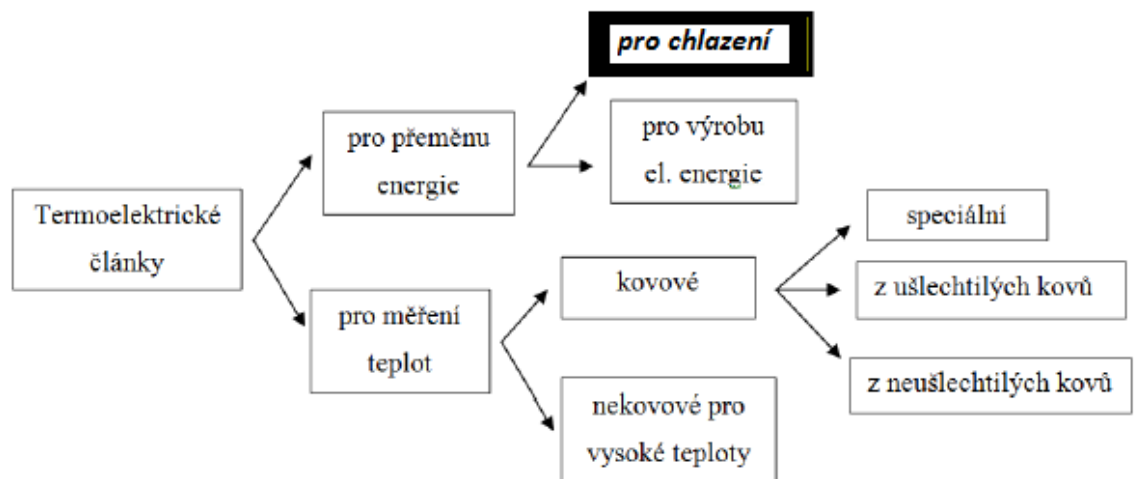 pro chlazení
pro přeměnu
energie
pro výrobu
el. energie
Termoelektrické
články
speciální
kovové
z ušlechtilých kovů
pro měření
teplot
z neušlechtilých kovů
nekovové pro
vysoké teploty